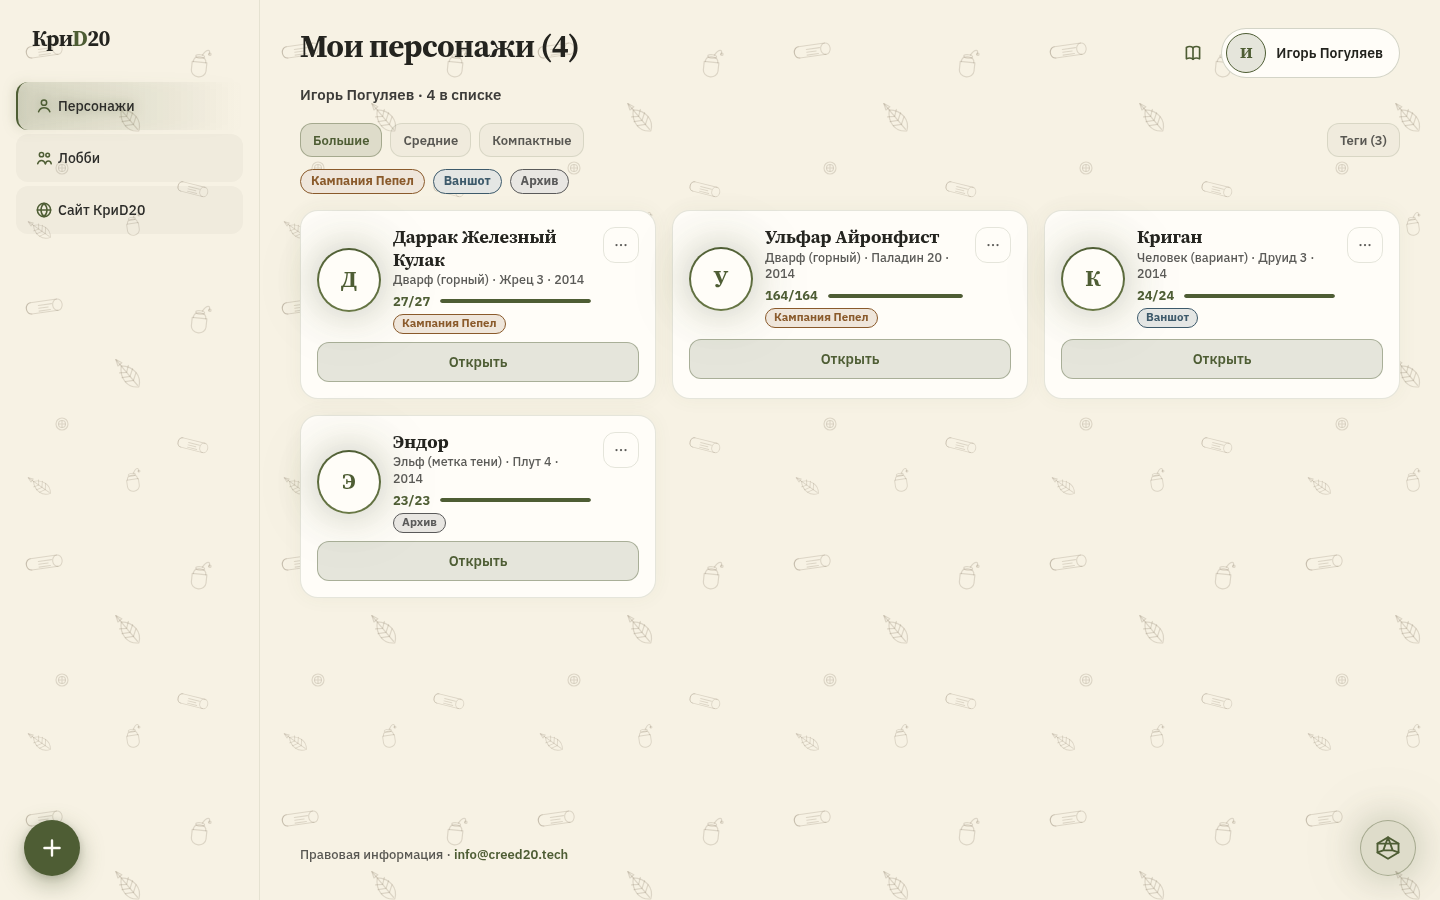 КриD20
Персонажи
Лобби
Сайт КриD20
Мои персонажи (4)
И
Игорь Погуляев
Игорь Погуляев · 4 в списке
Большие
Средние
Компактные
Теги (3)
Кампания Пепел
Ваншот
Архив
Д
Даррак Железный
Кулак
Дварф (горный) · Жрец 3 · 2014
27/27
Кампания Пепел
...
Открыть
У
Ульфар Айронфист
Дварф (горный) · Паладин 20 ·
2014
164/164
Кампания Пепел
...
Открыть
К
Криган
Человек (вариант) · Друид 3 ·
2014
24/24
Ваншот
...
Открыть
Э
Эндор
Эльф (метка тени) · Плут 4 ·
2014
23/23
Архив
...
Открыть
Правовая информация · info@creed20.tech